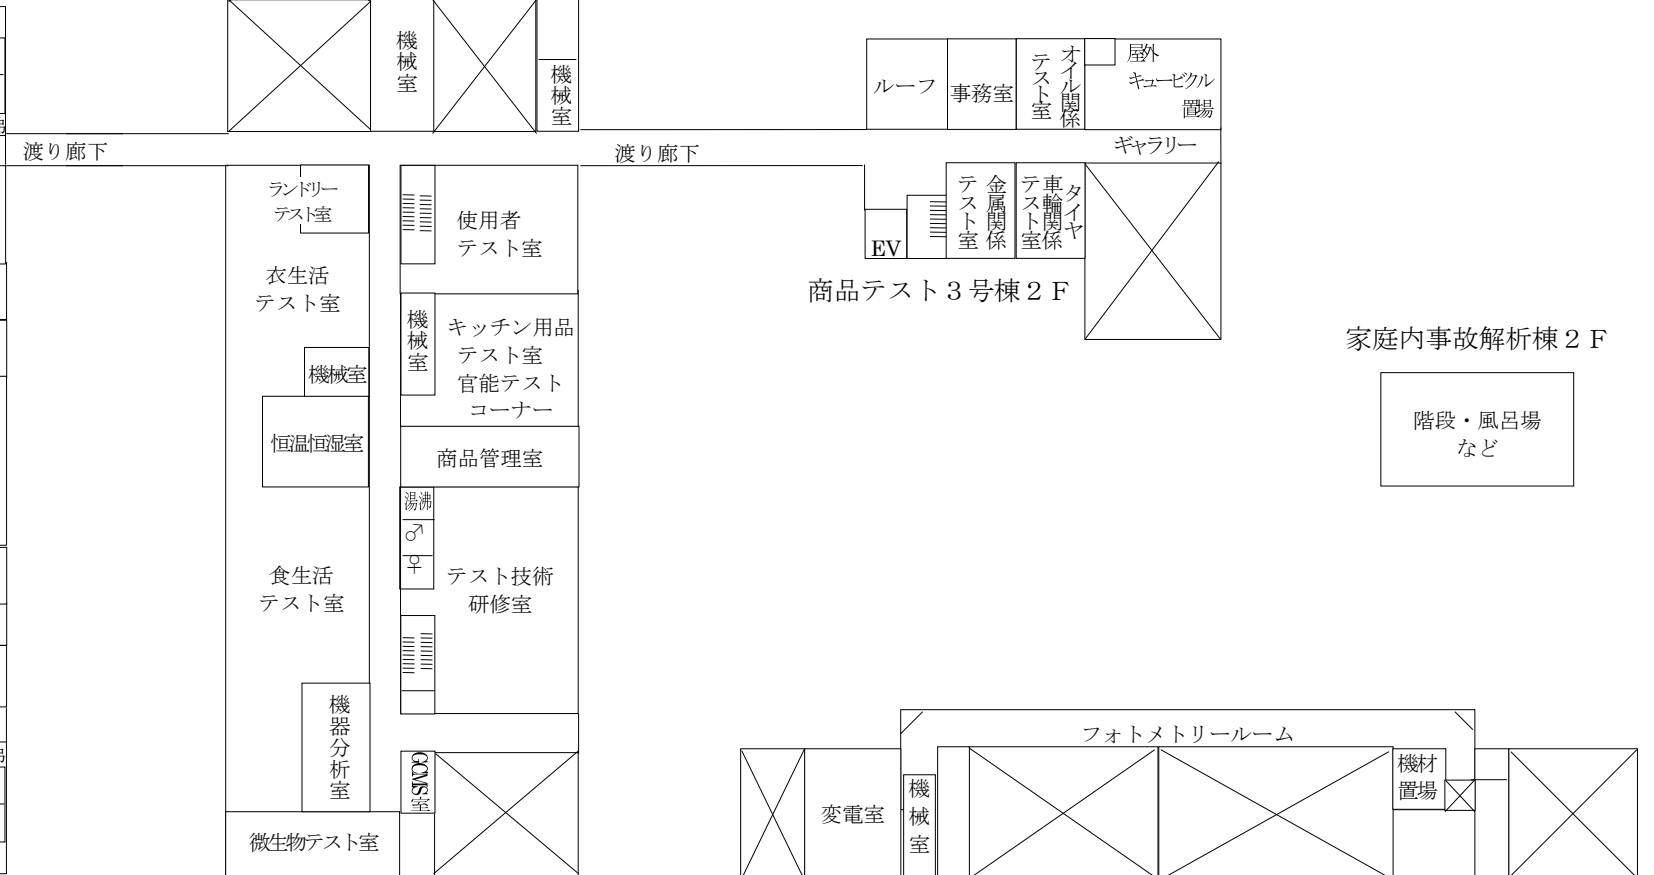 機械室
機械室
渡り廊下
ランドリー
テスト室
衣生活
テスト室
機械室
恒温恒湿室
食生活
テスト室
機器分析室
微生物テスト室
使用者
テスト室
機械室
キッチン用品
テスト室
官能テスト
コーナー
商品管理室
湯沸
♂
♀
テスト技術
研修室
GCMS室
渡り廊下
ルーフ
事務室
オイル関係
テスト室
屋外
キュービクル
置場
ギャラリー
EV
金属関係
テスト室
タイヤ
車輪関係
テスト室
商品テスト３号棟２Ｆ
家庭内事故解析棟２Ｆ
階段・風呂場
など
フォトメトリールーム
変電室
機械室
機材
置場